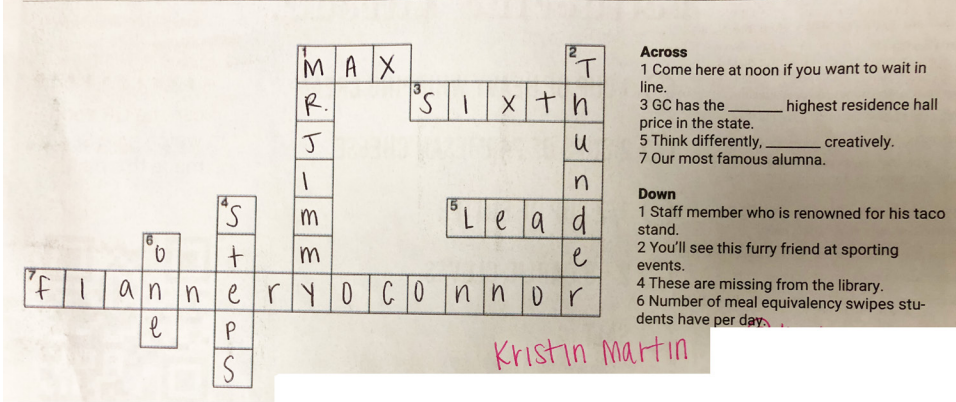 1 M A X
2 T
R.
3 S I x t h
J
u
I
n
4 S
m
5 L e a d
6 o
t
m
e
7 f l a n n e r y O C O n n o r
e
P
S
Kristin Martin
Across
1 Come here at noon if you want to wait in
line.
3 GC has the _______ highest residence hall
price in the state.
5 Think differently, _______ creatively.
7 Our most famous alumna.
Down
1 Staff member who is renowned for his taco
stand.
2 You'll see this furry friend at sporting
events.
4 These are missing from the library.
6 Number of meal equivalency swipes stu-
dents have per day.